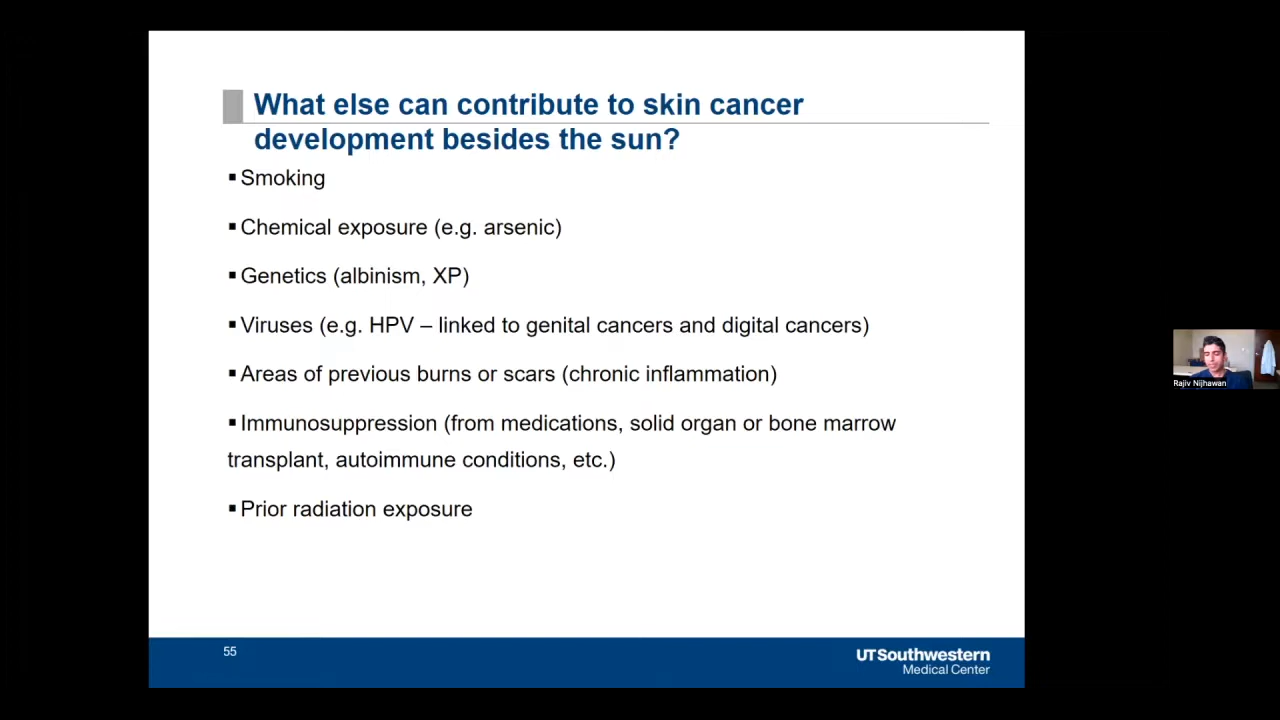 What else can contribute to skin cancer
development besides the sun?
▪ Smoking
▪ Chemical exposure (e.g. arsenic)
▪ Genetics (albinism, XP)
▪ Viruses (e.g. HPV – linked to genital cancers and digital cancers)
▪ Areas of previous burns or scars (chronic inflammation)
▪ Immunosuppression (from medications, solid organ or bone marrow
transplant, autoimmune conditions, etc.)
▪ Prior radiation exposure
Rajiv Nijhawan
55
UTSouthwestern
Medical Center